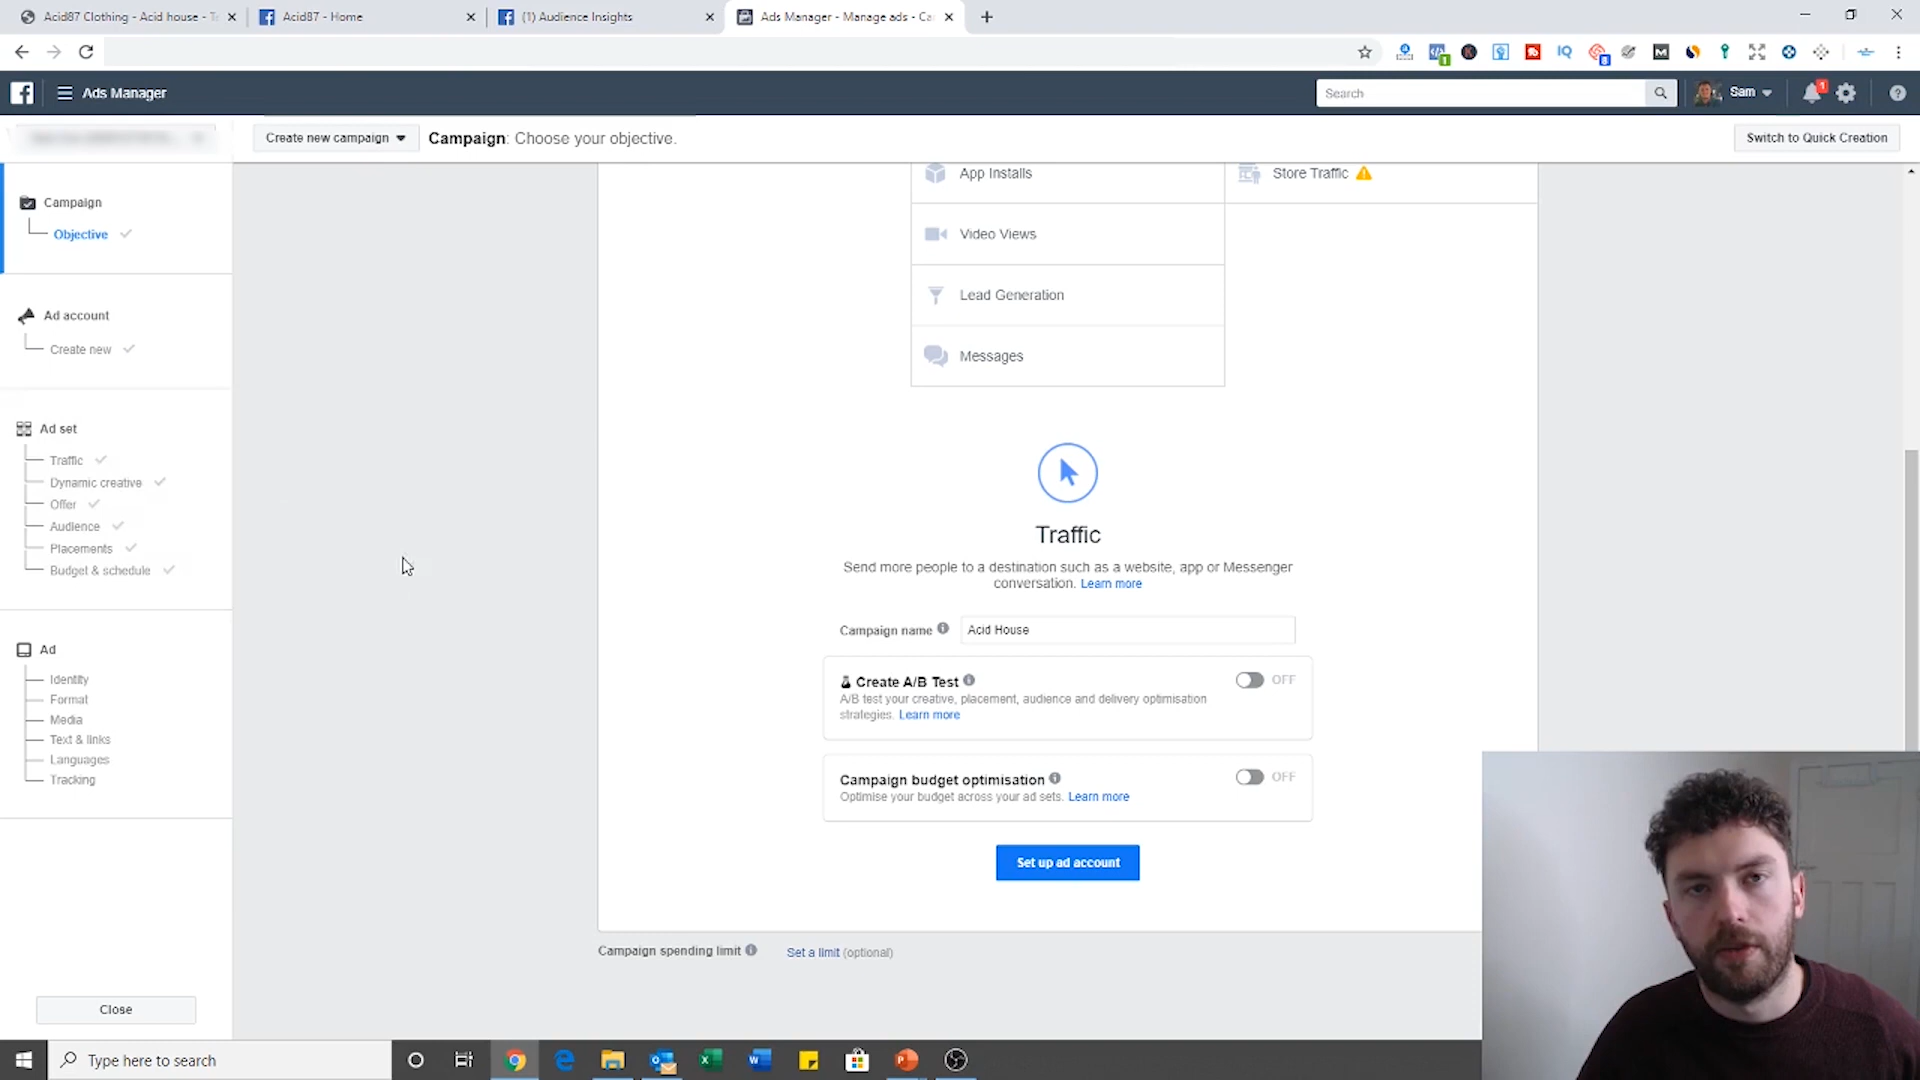 Acid87 Clothing - Acid house - T
Acid87 - Home
(1) Audience Insights
Ads Manager - Manage ads - Ca
Ads Manager
Search
Sam
1
Create new campaign
Campaign: Choose your objective.
Switch to Quick Creation
Campaign
Objective
Ad account
Create new
Ad set
Traffic
Dynamic creative
Offer
Audience
Placements
Budget & schedule
Ad
Identity
Format
Media
Text & links
Languages
Tracking
Close
App Installs
Store Traffic
Video Views
Lead Generation
Messages
Traffic
Send more people to a destination such as a website, app or Messenger
conversation. Learn more
Campaign name
Acid House
Create A/B Test
OFF
A/B test your creative, placement, audience and delivery optimisation
strategies. Learn more
Campaign budget optimisation
OFF
Optimise your budget across your ad sets. Learn more
Set up ad account
Campaign spending limit
Set a limit (optional)
Type here to search